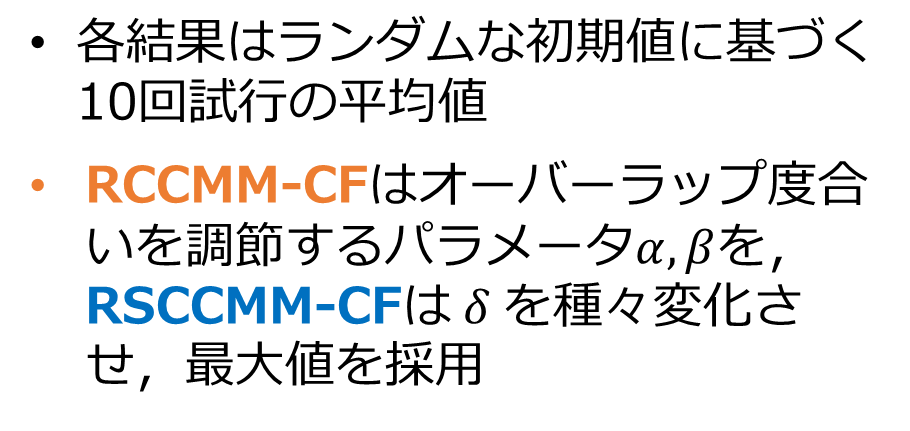 • 各結果はランダムな初期値に基づく
10回試行の平均値
• RCCMM-CFはオーバーラップ度合
いを調節するパラメータα,βを，
RSCCMM-CFは δ を種々変化さ
せ，最大値を採用